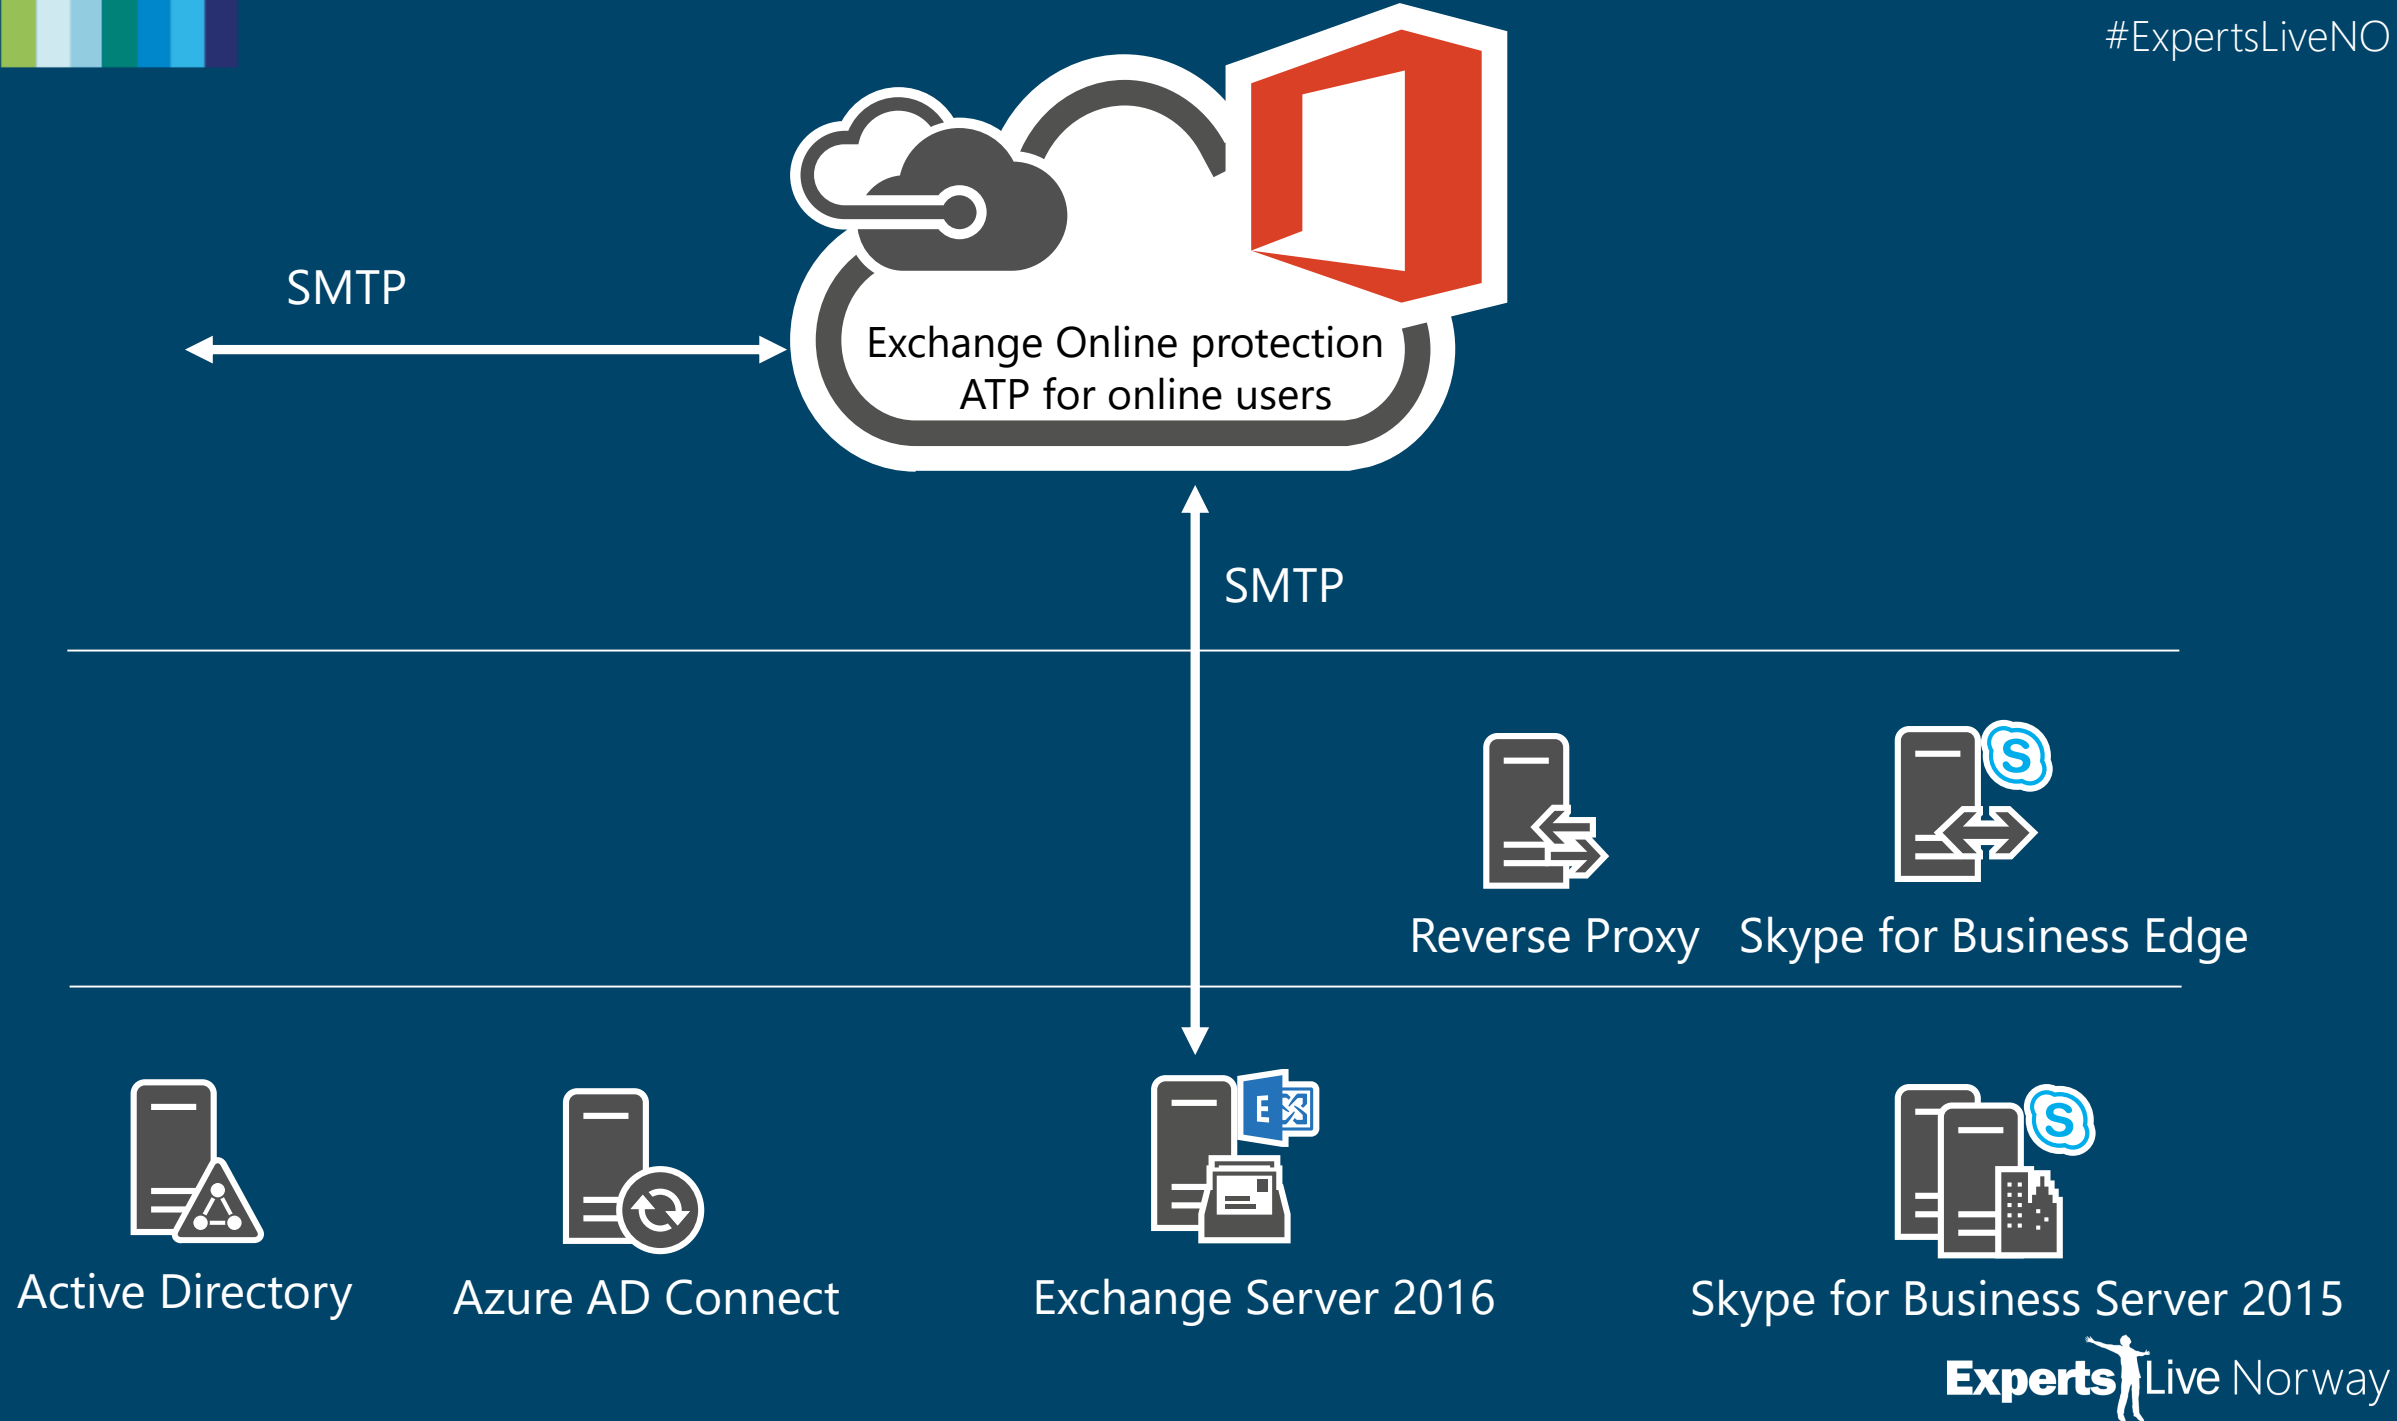 #ExpertsLiveNO
SMTP
Exchange Online protection
ATP for online users
SMTP
Reverse Proxy
Skype for Business Edge
E
Active Directory
Azure AD Connect
Exchange Server 2016
Skype for Business Server 2015
Experts Live Norway